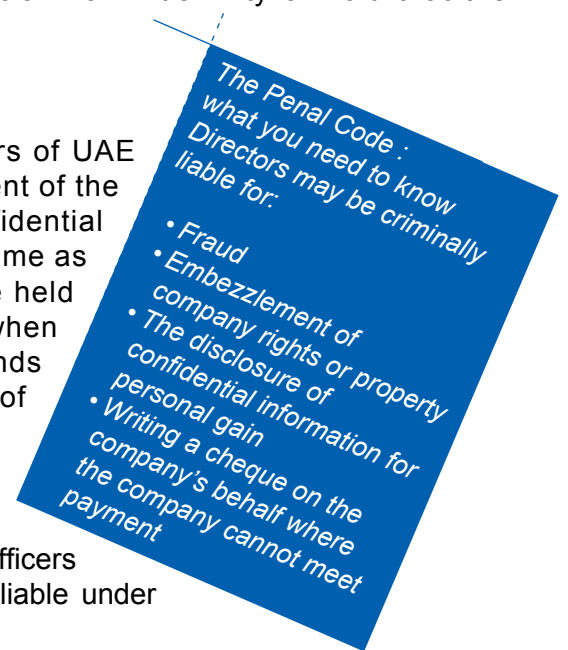 rs of UAE
ent of the
fidential
me as
e held
when
nds
of
fficers
liable under
The Penal Code :
what you need to know
Directors may be criminally
liable for:
• Fraud
• Embezzlement of
company rights or property
• The disclosure of
confidential information for
personal gain
• Writing a cheque on the
company's behalf where
the company cannot meet
payment